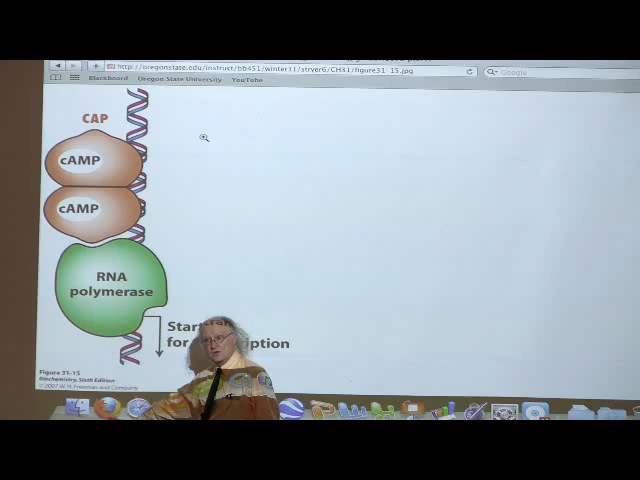 http://oregonstate.edu/instruct/bb451/winter11/stryer6/CH31/figure31-15.jpg
Google
Blackboard Oregon State University YouTube
CAP
cAMP
cAMP
RNA
polymerase
Start
for
Figure 31-15
Biochemistry, Sixth Edition
© 2007 W. H. Freeman and Company